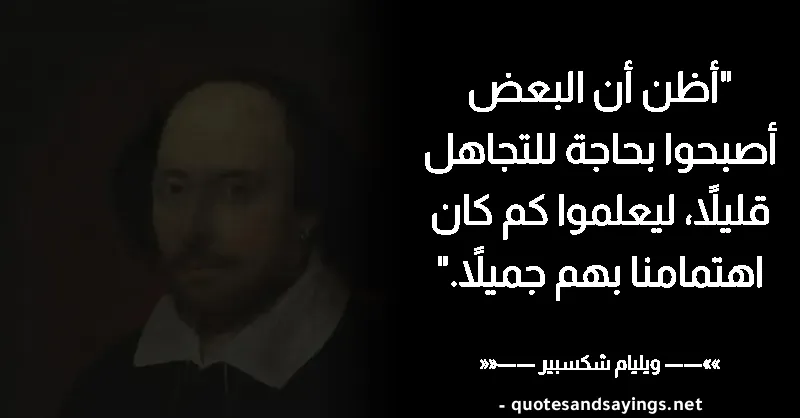 "أظن أن البعض
أصبحوا بحاجة للتجاهل
قليلًا، ليعلموا كم كان
اهتمامنا بهم جميلًا."
»»—— ويليام شكسبير ——««
- quotesandsayings.net